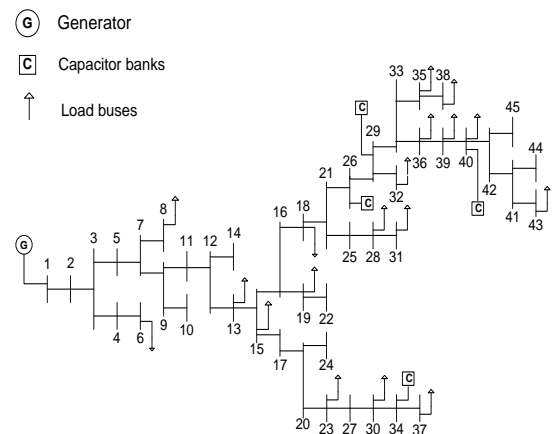 G Generator
C Capacitor banks
Load buses
33 35 38
C 45
29
26 36 39 40 44
21 32 42
C C
16 18 41 43
8 14 25 28 31
7 12
3 5 11
G 19 22
1 2 13
15
9 10 24
4 6 17
C
20 23 27 30 34 37